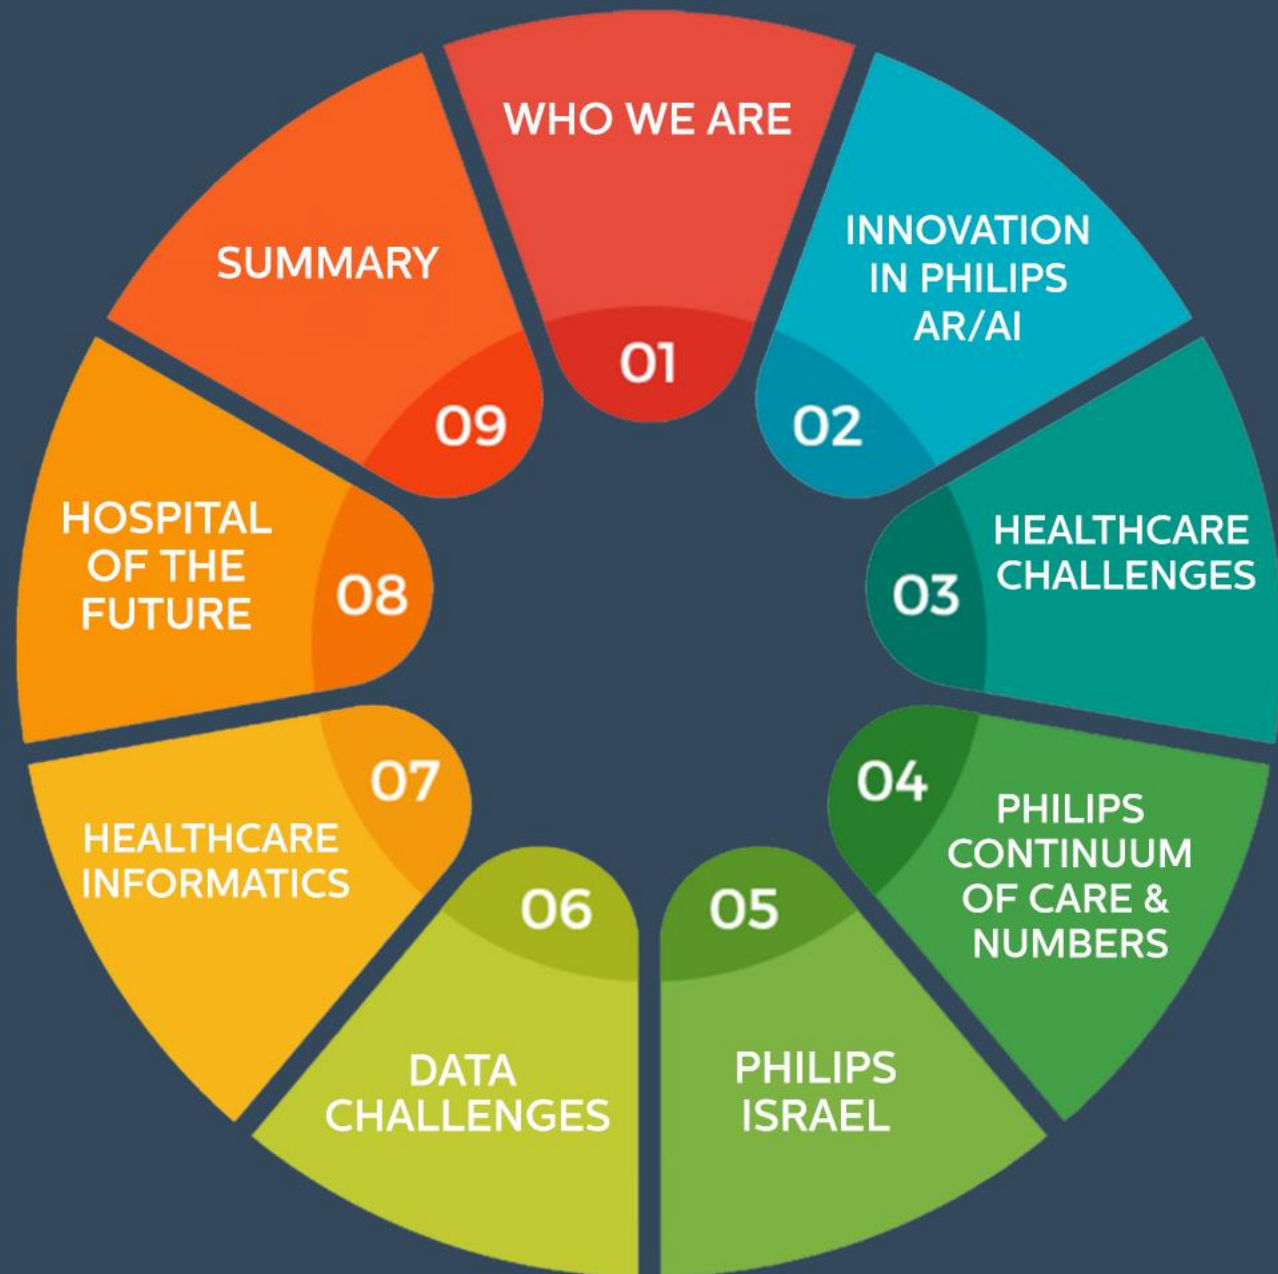 WHO WE ARE
01
INNOVATION
IN PHILIPS
AR/AI
02
HEALTHCARE
CHALLENGES
03
PHILIPS
CONTINUUM
OF CARE &
NUMBERS
04
PHILIPS
ISRAEL
05
DATA
CHALLENGES
06
HEALTHCARE
INFORMATICS
07
HOSPITAL
OF THE
FUTURE
08
SUMMARY
09